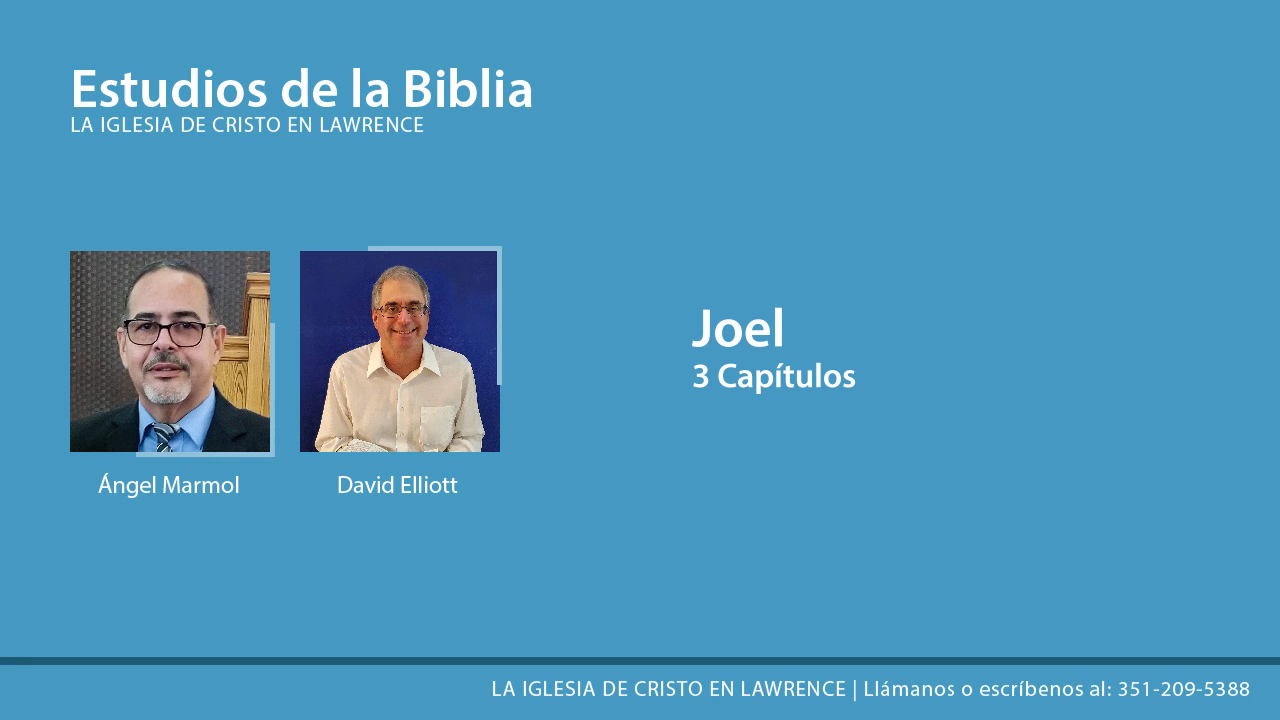 Estudios de la Biblia
LA IGLESIA DE CRISTO EN LAWRENCE
Ángel Marmol
David Elliott
Joel
3 Capítulos
LA IGLESIA DE CRISTO EN LAWRENCE | Llámanos o escríbenos al: 351-209-5388